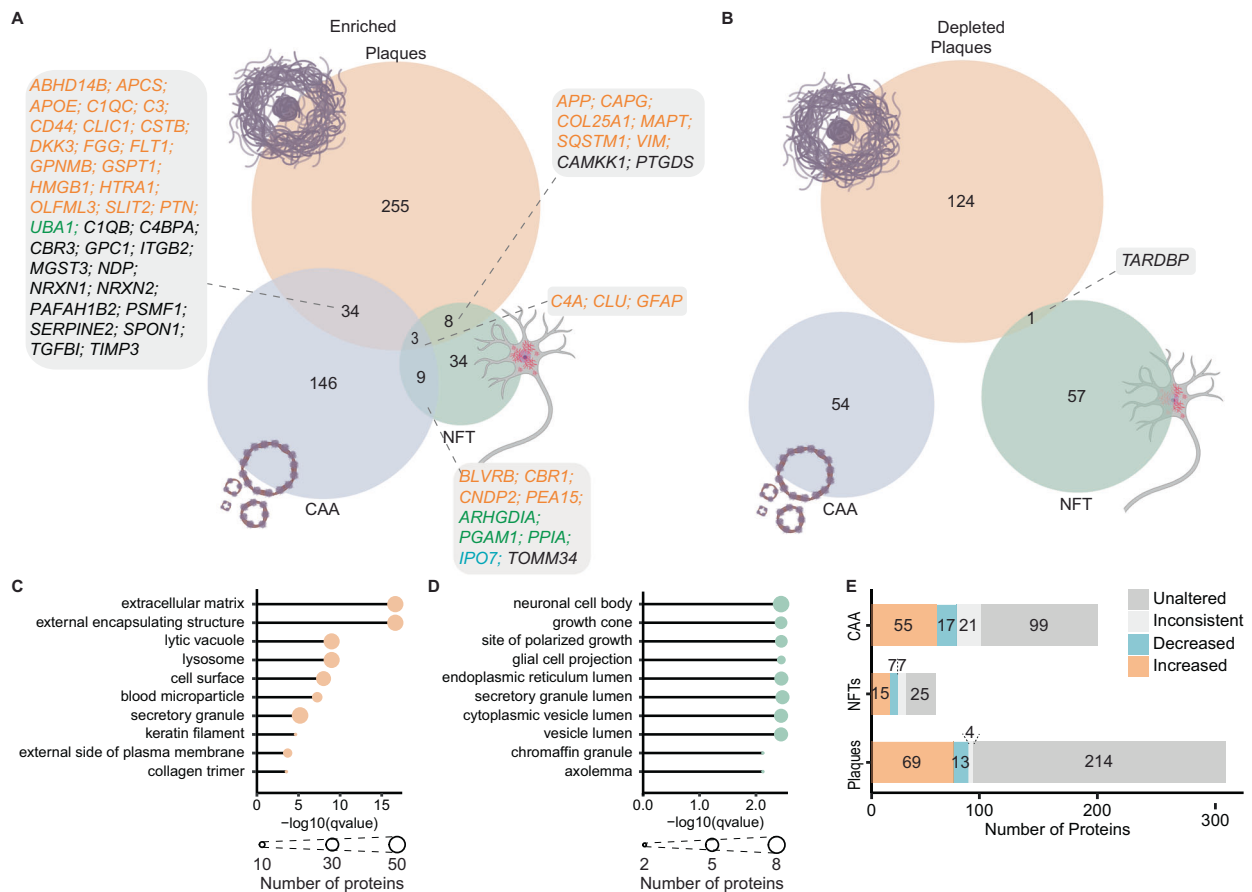 A
Enriched
Plaques
ABHD14B; APCS;
APOE; C1QC; C3;
CD44; CLIC1; CSTB;
DKK3; FGG; FLT1;
GPNMB; GSPT1;
HMGB1; HTRA1;
OLFML3; SLIT2; PTN;
UBA1; C1QB; C4BPA;
CBR3; GPC1; ITGB2;
MGST3; NDP;
NRXN1; NRXN2;
PAFAH1B2; PSMF1;
SERPINE2; SPON1;
TGFBI; TIMP3
APP; CAPG;
COL25A1; MAPT;
SQSTM1; VIM;
CAMKK1; PTGDS
255
C4A; CLU; GFAP
34
8
3
34
146
9
NFT
CAA
BLVRB; CBR1;
CNDP2; PEA15;
ARHGDIA;
PGAM1; PPIA;
IPO7; TOMM34
B
Depleted
Plaques
124
TARDBP
1
54
57
NFT
CAA
C
extracellular matrix
external encapsulating structure
lytic vacuole
lysosome
cell surface
blood microparticle
secretory granule
keratin filament
external side of plasma membrane
collagen trimer
0
5
10
15
−log10(qvalue)
10
30
50
Number of proteins
D
neuronal cell body
growth cone
site of polarized growth
glial cell projection
endoplasmic reticulum lumen
secretory granule lumen
cytoplasmic vesicle lumen
vesicle lumen
chromaffin granule
axolemma
0.0
1.0
2.0
−log10(qvalue)
2
5
8
Number of proteins
E
Unaltered
Inconsistent
Decreased
Increased
CAA
55
17
21
99
NFTs
15
7
7
25
Plaques
69
13
4
214
0
100
200
300
Number of Proteins